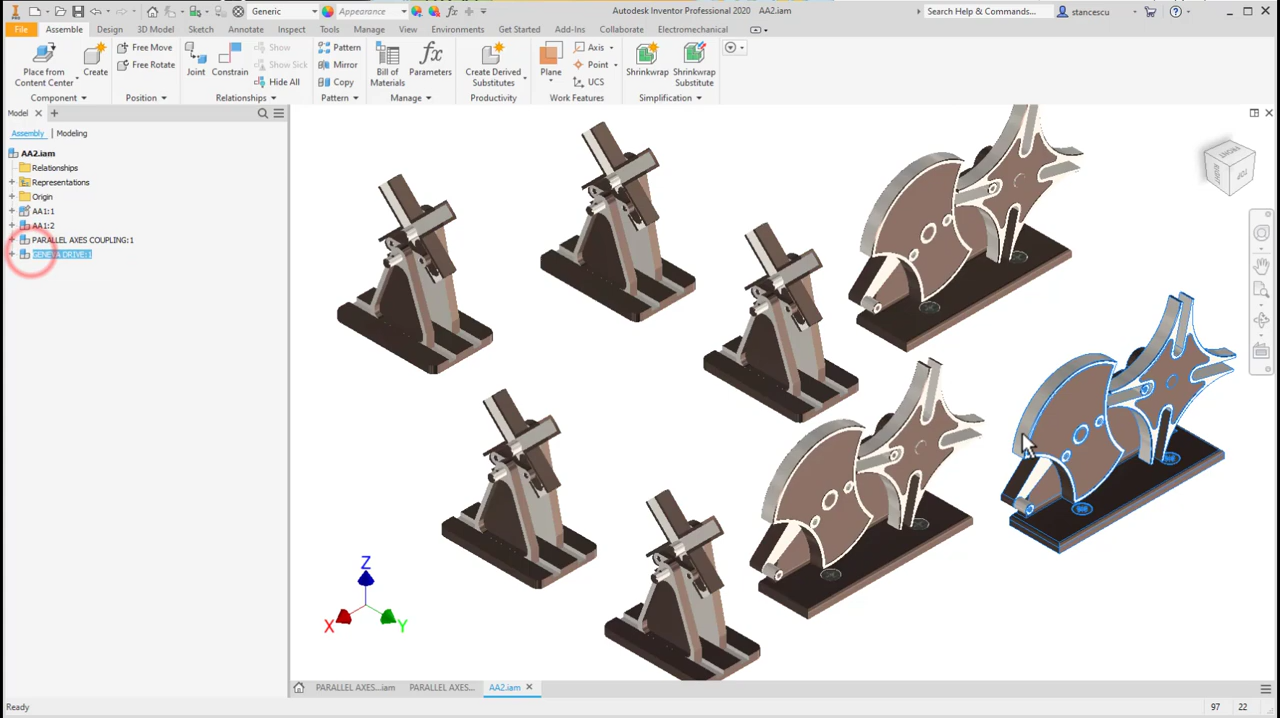 Generic
Appearance
Autodesk Inventor Professional 2020 AA2.iam
Search Help & Commands...
stancescu
File Assemble Design 3D Model Sketch Annotate Inspect Tools Manage View Environments Get Started Add-Ins Collaborate Electromechanical
Place from
Content Center
Create
Free Move
Free Rotate
Joint
Constrain
Show
Show Sick
Hide All
Pattern
Mirror
Copy
Bill of
Materials
Parameters
Create Derived
Substitutes
Plane
Axis
Point
UCS
Shrinkwrap
Shrinkwrap
Substitute
Component Position Relationships Pattern Manage Productivity Work Features Simplification
Model
Assembly Modeling
AA2.iam
Relationships
Representations
Origin
AA1:1
AA1:2
PARALLEL AXES COUPLING:1
GENEVA DRIVE:1
Z
X
Y
PARALLEL AXES....iam PARALLEL AXES... AA2.iam
Ready
97 22